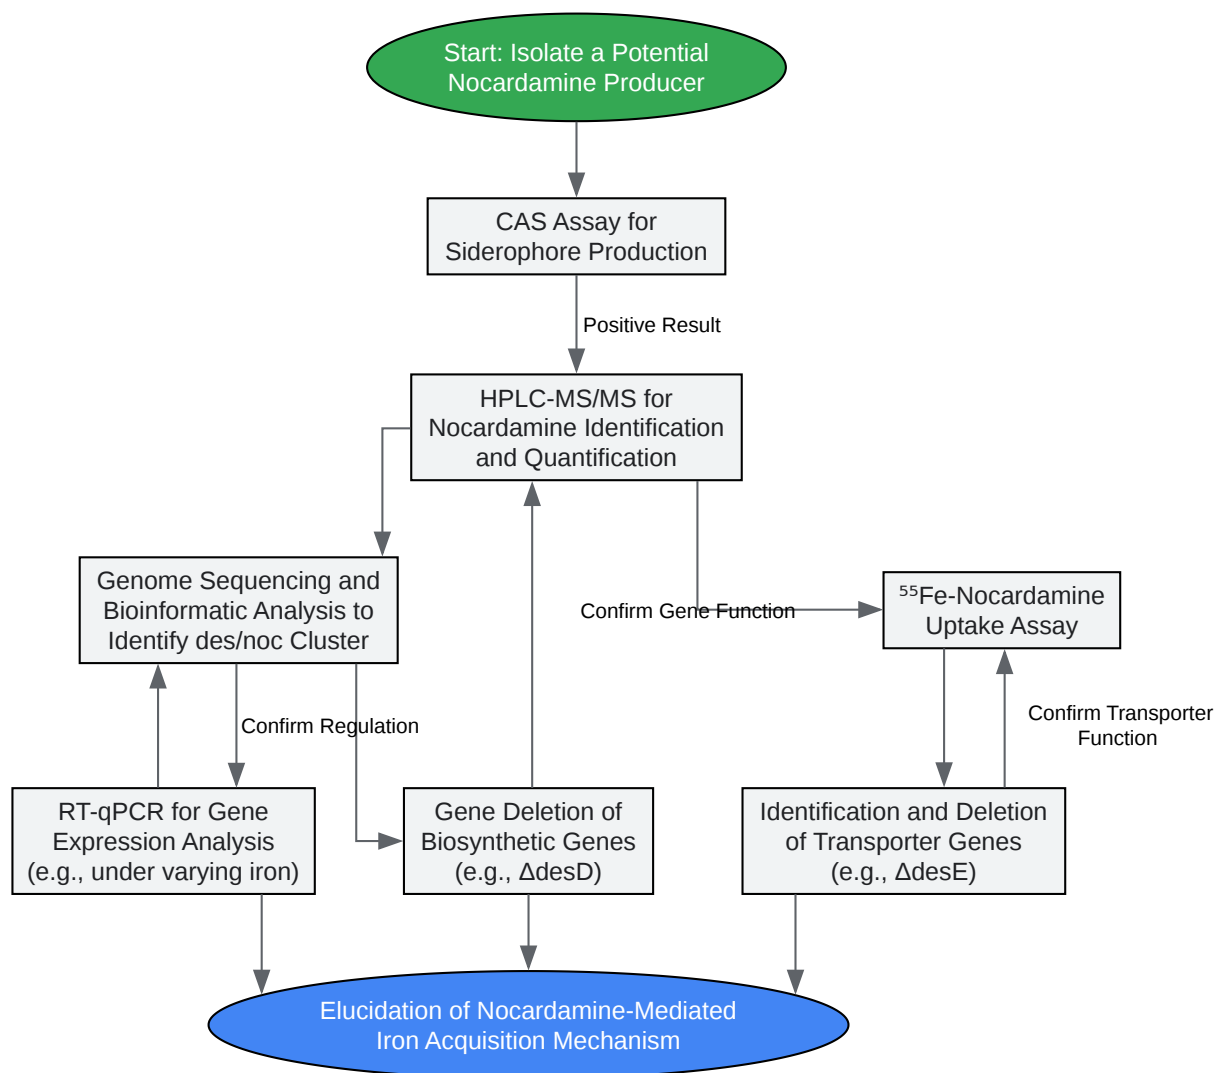 Start: Isolate a Potential
Nocardamine Producer
CAS Assay for
Siderophore Production
Positive Result
HPLC-MS/MS for
Nocardamine Identification
and Quantification
Genome Sequencing and
Bioinformatic Analysis to
Identify des/noc Cluster
Confirm Gene Function
⁵⁵Fe-Nocardamine
Uptake Assay
Confirm Regulation
Confirm Transporter
Function
RT-qPCR for Gene
Expression Analysis
(e.g., under varying iron)
Gene Deletion of
Biosynthetic Genes
(e.g., ΔdesD)
Identification and Deletion
of Transporter Genes
(e.g., ΔdesE)
Elucidation of Nocardamine-Mediated
Iron Acquisition Mechanism